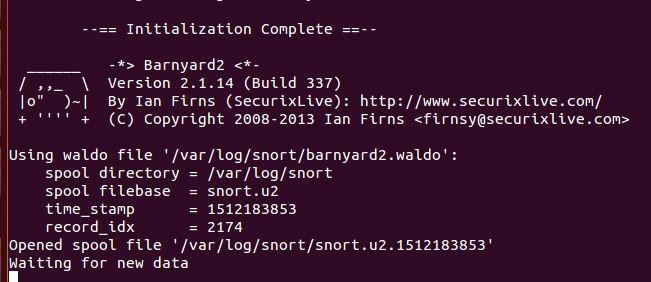 --== Initialization Complete ==--
  ______   -*> Barnyard2 <*-
 / ,,_  \  Version 2.1.14 (Build 337)
 |o"  )~|  By Ian Firns (SecurixLive): http://www.securixlive.com/
 + '''' +  (C) Copyright 2008-2013 Ian Firns <firnsy@securixlive.com>
Using waldo file '/var/log/snort/barnyard2.waldo':
    spool directory = /var/log/snort
    spool filebase  = snort.u2
    time_stamp      = 1512183853
    record_idx      = 2174
Opened spool file '/var/log/snort/snort.u2.1512183853'
Waiting for new data